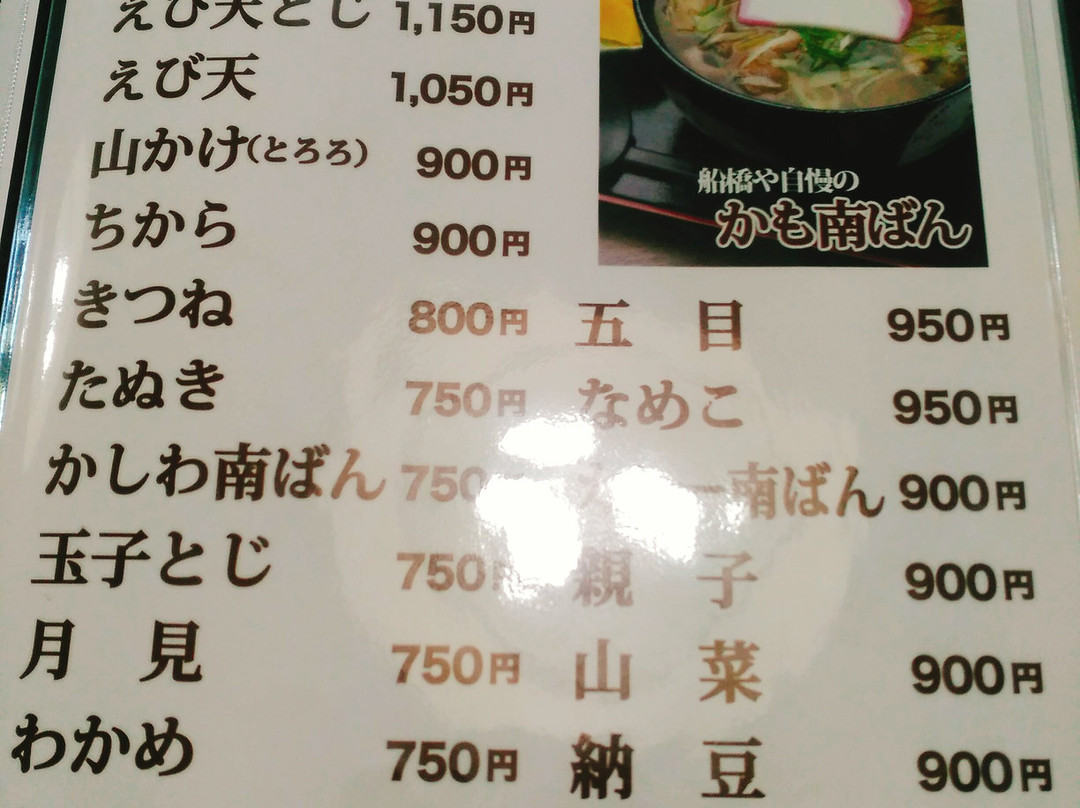 えび天とじ 1,150円
えび天 1,050円
山かけ(とろろ) 900円
ちから 900円
きつね 800円
たぬき 750円
かしわ南ばん 750
玉子とじ 750円
月見 750円
わかめ 750円
船橋や自慢の
かも南ばん
五目 950円
なめこ 950円
ー南ばん 900円
親子 900円
山菜 900円
納豆 900円